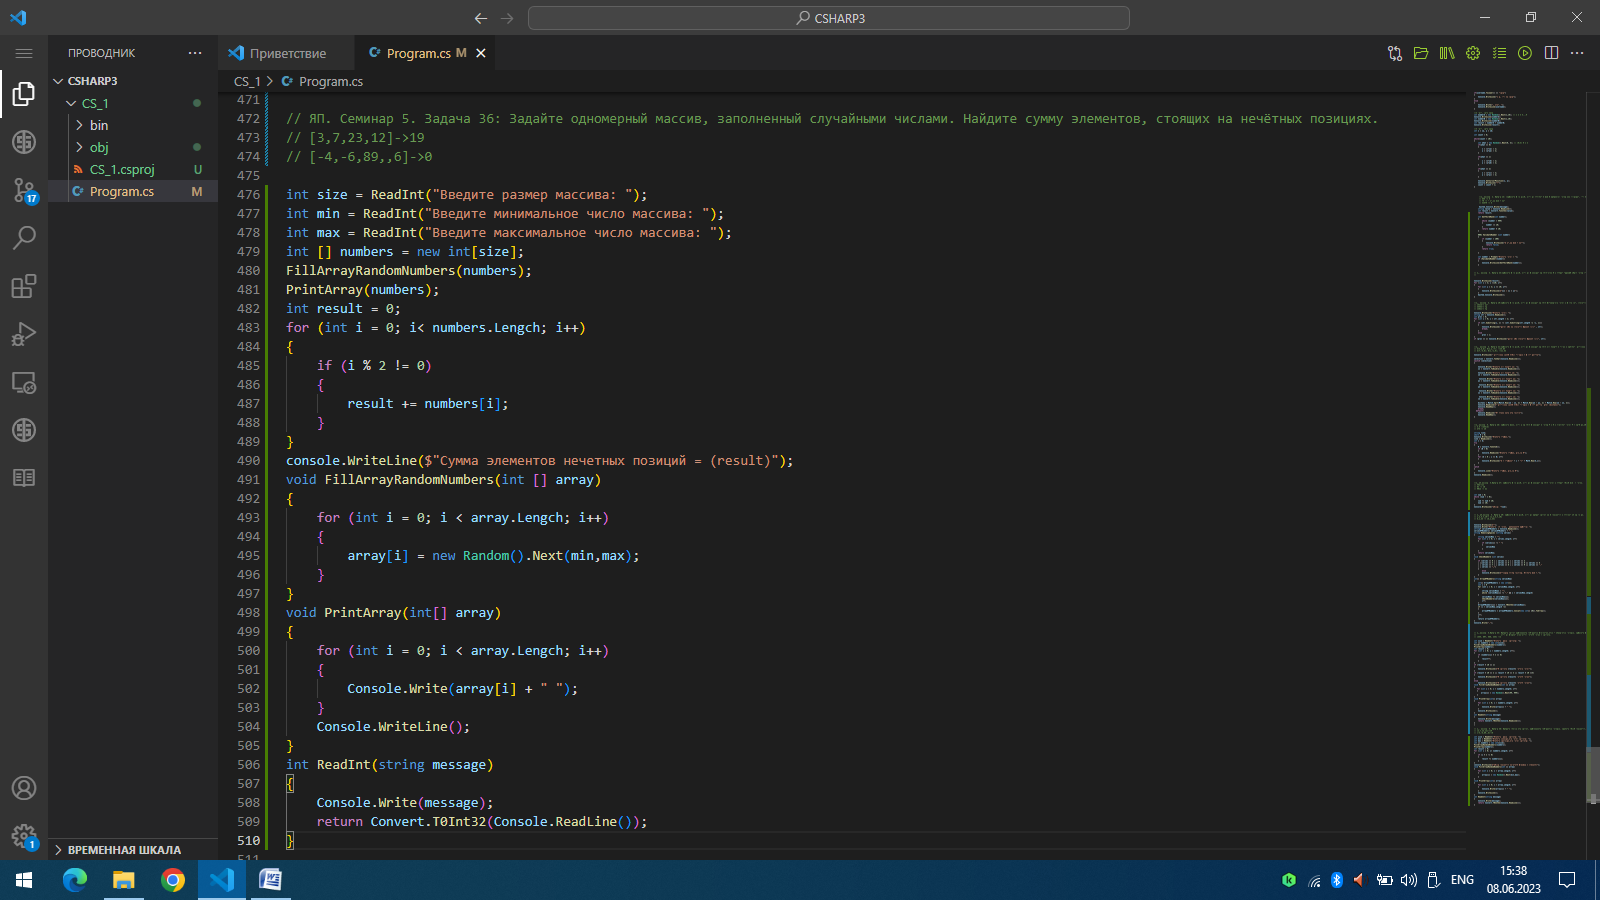 CSHARP3
ПРОВОДНИК
Приветствие
Program.cs M
CSHARP3
CS_1
bin
obj
CS_1.csproj U
Program.cs M
CS_1 > Program.cs
471
472 // ЯП. Семинар 5. Задача 36: Задайте одномерный массив, заполненный случайными числами. Найдите сумму элементов, стоящих на нечётных позициях.
473 // [3,7,23,12]->19
474 // [-4,-6,89,,6]->0
475
476 int size = ReadInt("Введите размер массива: ");
477 int min = ReadInt("Введите минимальное число массива: ");
478 int max = ReadInt("Введите максимальное число массива: ");
479 int [] numbers = new int[size];
480 FillArrayRandomNumbers(numbers);
481 PrintArray(numbers);
482 int result = 0;
483 for (int i = 0; i< numbers.Lengch; i++)
484 {
485 if (i % 2 != 0)
486 {
487 result += numbers[i];
488 }
489 }
490 console.WriteLine($"Сумма элементов нечетных позиций = (result)");
491 void FillArrayRandomNumbers(int [] array)
492 {
493 for (int i = 0; i < array.Lengch; i++)
494 {
495 array[i] = new Random().Next(min,max);
496 }
497 }
498 void PrintArray(int[] array)
499 {
500 for (int i = 0; i < array.Lengch; i++)
501 {
502 Console.Write(array[i] + " ");
503 }
504 Console.WriteLine();
505 }
506 int ReadInt(string message)
507 {
508 Console.Write(message);
509 return Convert.T0Int32(Console.ReadLine());
510 }
511
17
1
ВРЕМЕННАЯ ШКАЛА
ENG
15:38
08.06.2023